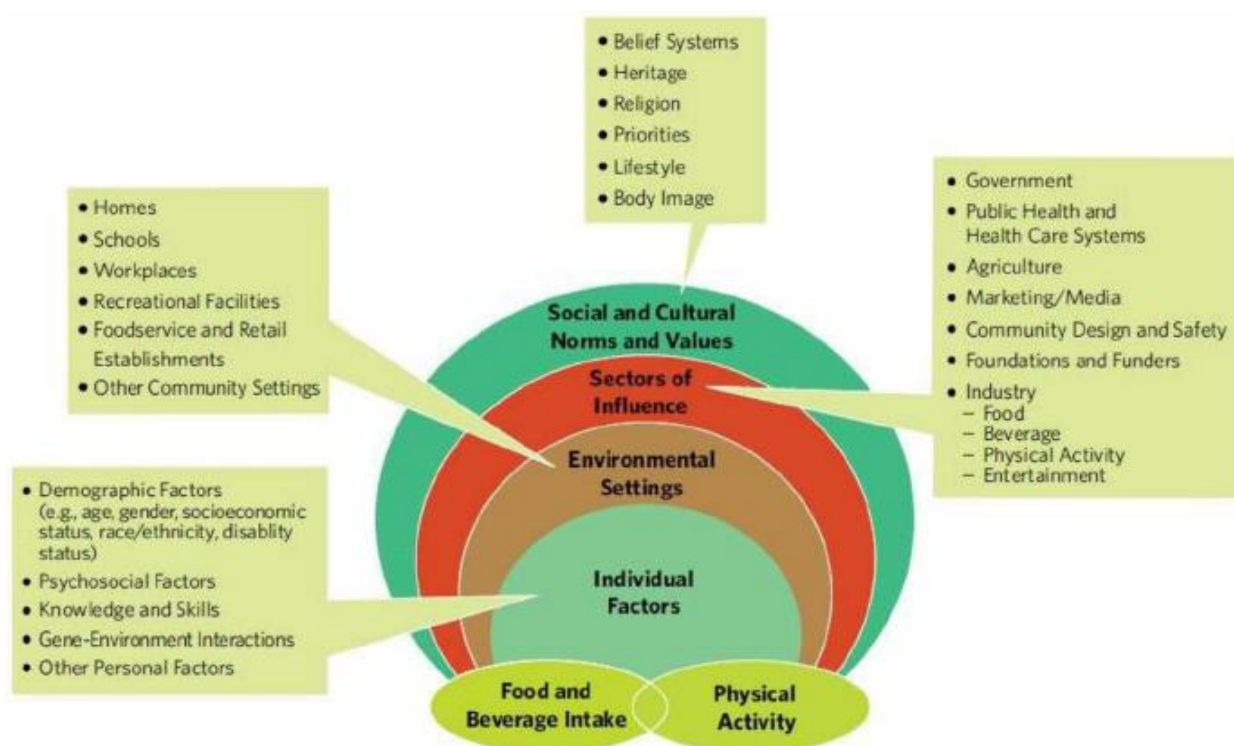 • Belief Systems
• Heritage
• Religion
• Priorities
• Lifestyle
• Body Image
• Homes
• Schools
• Workplaces
• Recreational Facilities
• Foodservice and Retail
Establishments
• Other Community Settings
• Government
• Public Health and
Health Care Systems
• Agriculture
• Marketing/Media
• Community Design and Safety
• Foundations and Funders
• Industry
– Food
– Beverage
– Physical Activity
– Entertainment
• Demographic Factors
(e.g., age, gender, socioeconomic
status, race/ethnicity, disablity
status)
• Psychosocial Factors
• Knowledge and Skills
• Gene-Environment Interactions
• Other Personal Factors
Social and Cultural
Norms and Values
Sectors of
Influence
Environmental
Settings
Individual
Factors
Food and
Beverage Intake
Physical
Activity